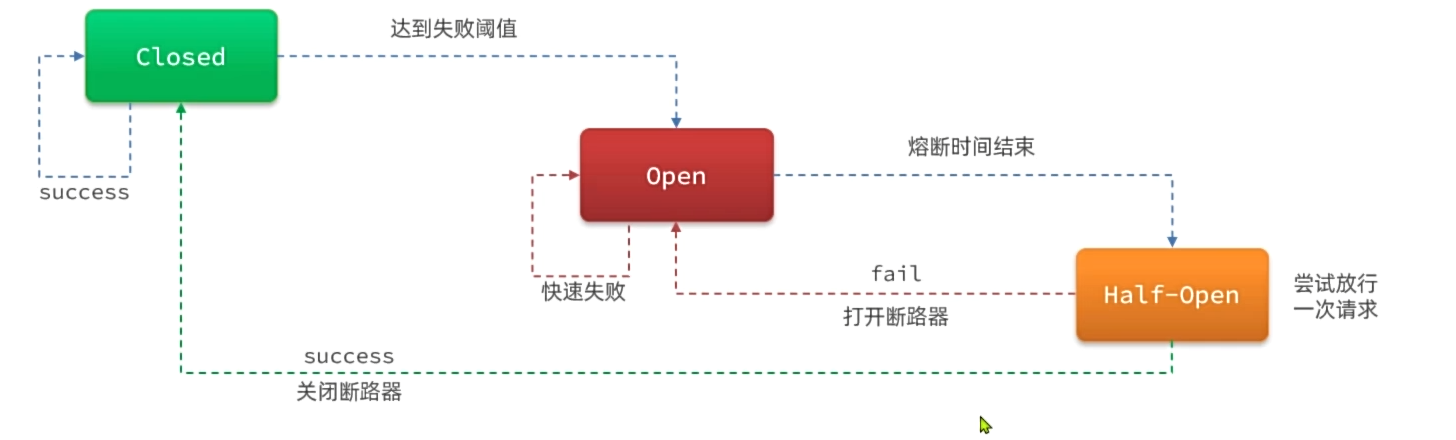 达到失败阈值
Closed
success
熔断时间结束
Open
快速失败
fail
打开断路器
Half-Open
尝试放行
一次请求
success
关闭断路器